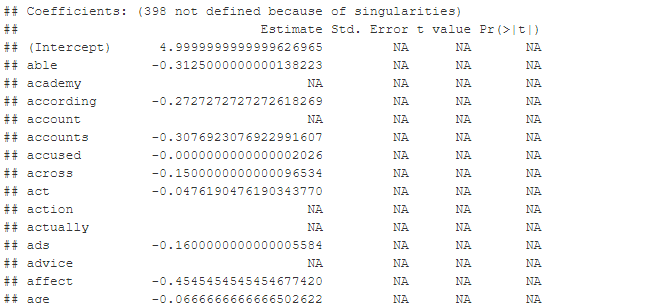 ## Coefficients: (398 not defined because of singularities)
##                               Estimate Std. Error t value Pr(>|t|)
## (Intercept)       4.9999999999999626965         NA      NA       NA
## able             -0.3125000000000138223         NA      NA       NA
## academy                              NA         NA      NA       NA
## according        -0.2727272727272618269         NA      NA       NA
## account                              NA         NA      NA       NA
## accounts         -0.3076923076922991607         NA      NA       NA
## accused          -0.0000000000000002026         NA      NA       NA
## across           -0.1500000000000096534         NA      NA       NA
## act              -0.0476190476190343770         NA      NA       NA
## action                               NA         NA      NA       NA
## actually                             NA         NA      NA       NA
## ads              -0.1600000000000005584         NA      NA       NA
## advice                               NA         NA      NA       NA
## affect           -0.4545454545454677420         NA      NA       NA
## age              -0.0666666666666502622         NA      NA       NA